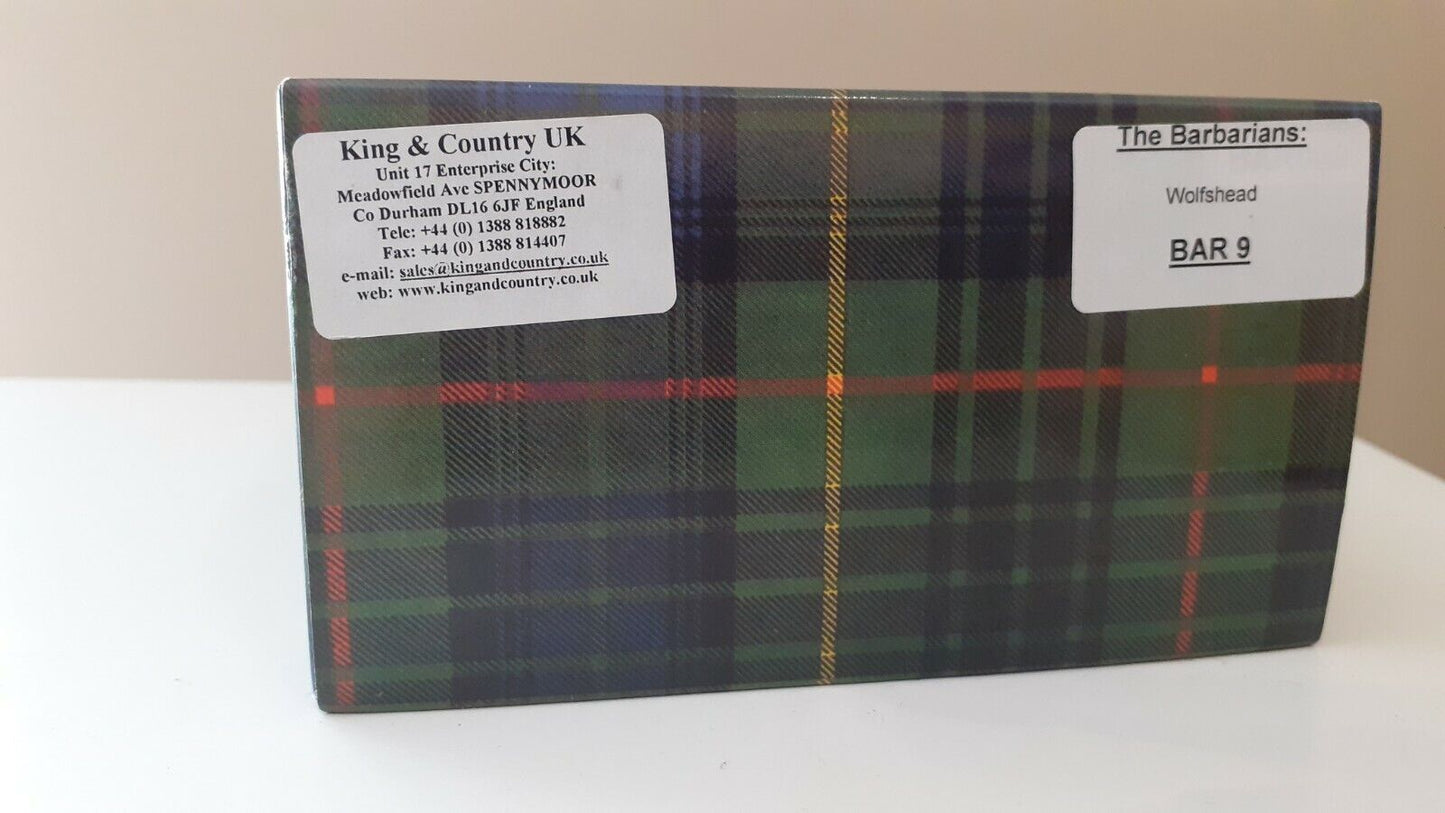 King & Country UK
Unit 17 Enterprise City:
Meadowfield Ave SPENNYMOOR
Co Durham DL16 6JF England
Tele: +44 (0) 1388 818882
Fax: +44 (0) 1388 814407
e-mail: sales@kingandcountry.co.uk
web: www.kingandcountry.co.uk
The Barbarians:
Wolfshead
BAR 9